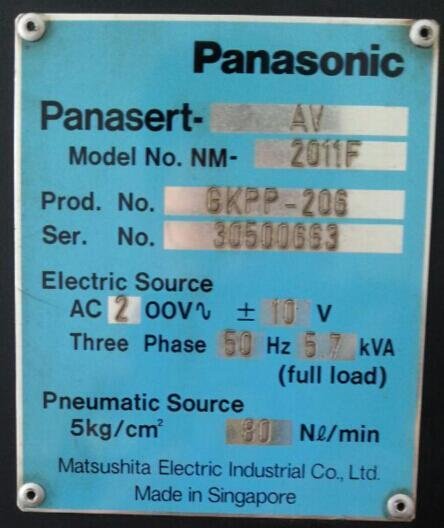 Panasonic
Panasert- AV
Model No. NM- 2011F
Prod. No. GKPP-206
Ser. No. 30500663
Electric Source
AC 2 00V∿ ± 10 V
Three Phase 50 Hz 5.7 kVA
(full load)
Pneumatic Source
5kg/cm² 80 Nℓ/min
Matsushita Electric Industrial Co., Ltd.
Made in Singapore